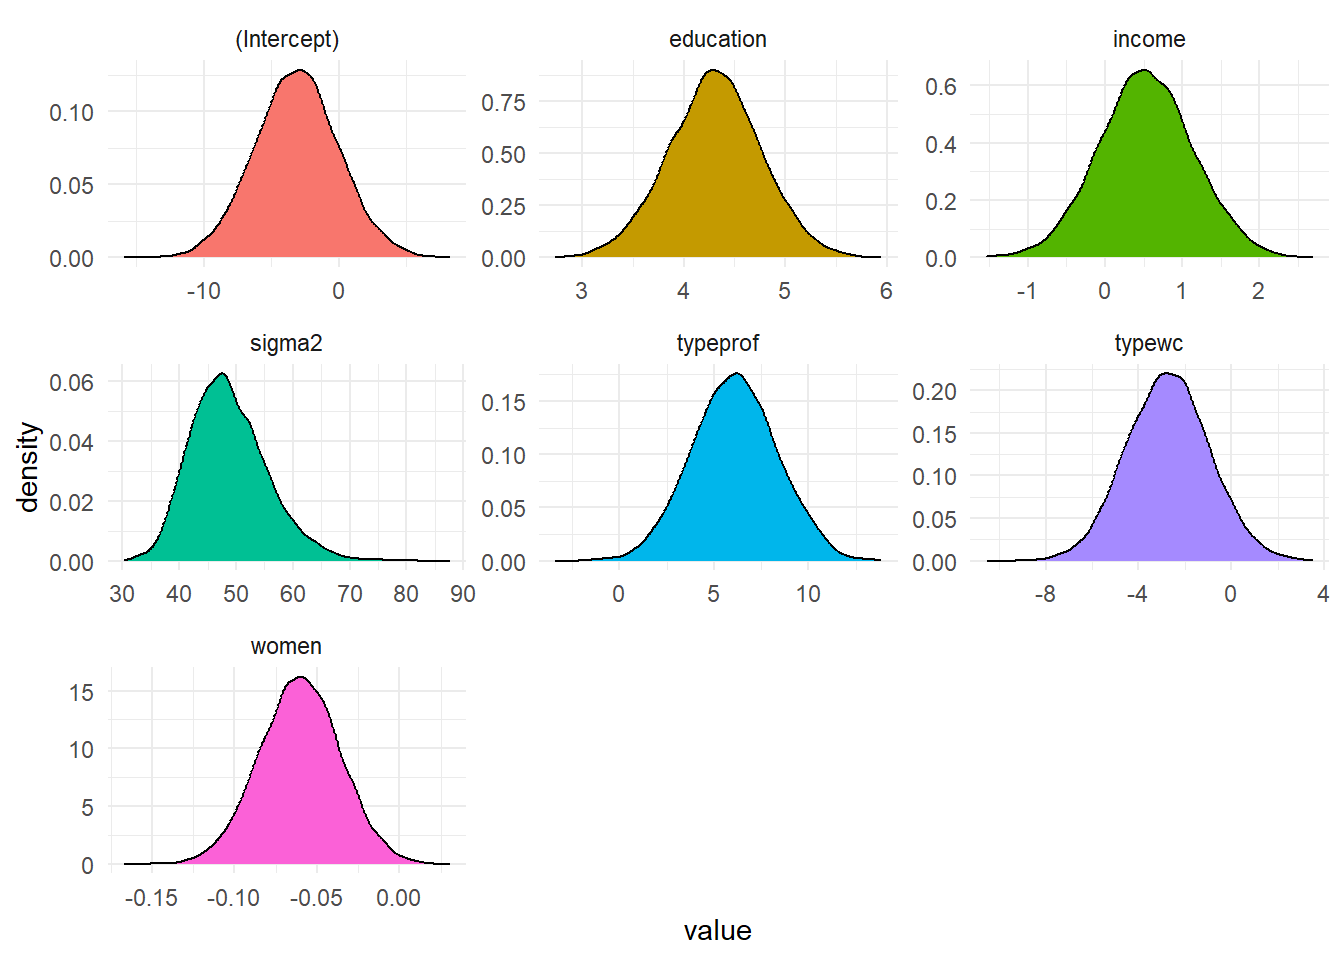 (Intercept) education income
0.10 0.75 0.6
0.05 0.50 0.4
0.00 0.25 0.2
0.00 0.0
-10 0 3 4 5 6 -1 0 1 2
sigma2 typeprof typewc
0.06 0.15 0.20
0.04 0.10 0.15
0.02 0.05 0.10
0.00 0.00 0.05
0.00
30 40 50 60 70 80 90 0 5 10 -8 -4 0 4
women
15
10
5
0
-0.15 -0.10 -0.05 0.00
density
value